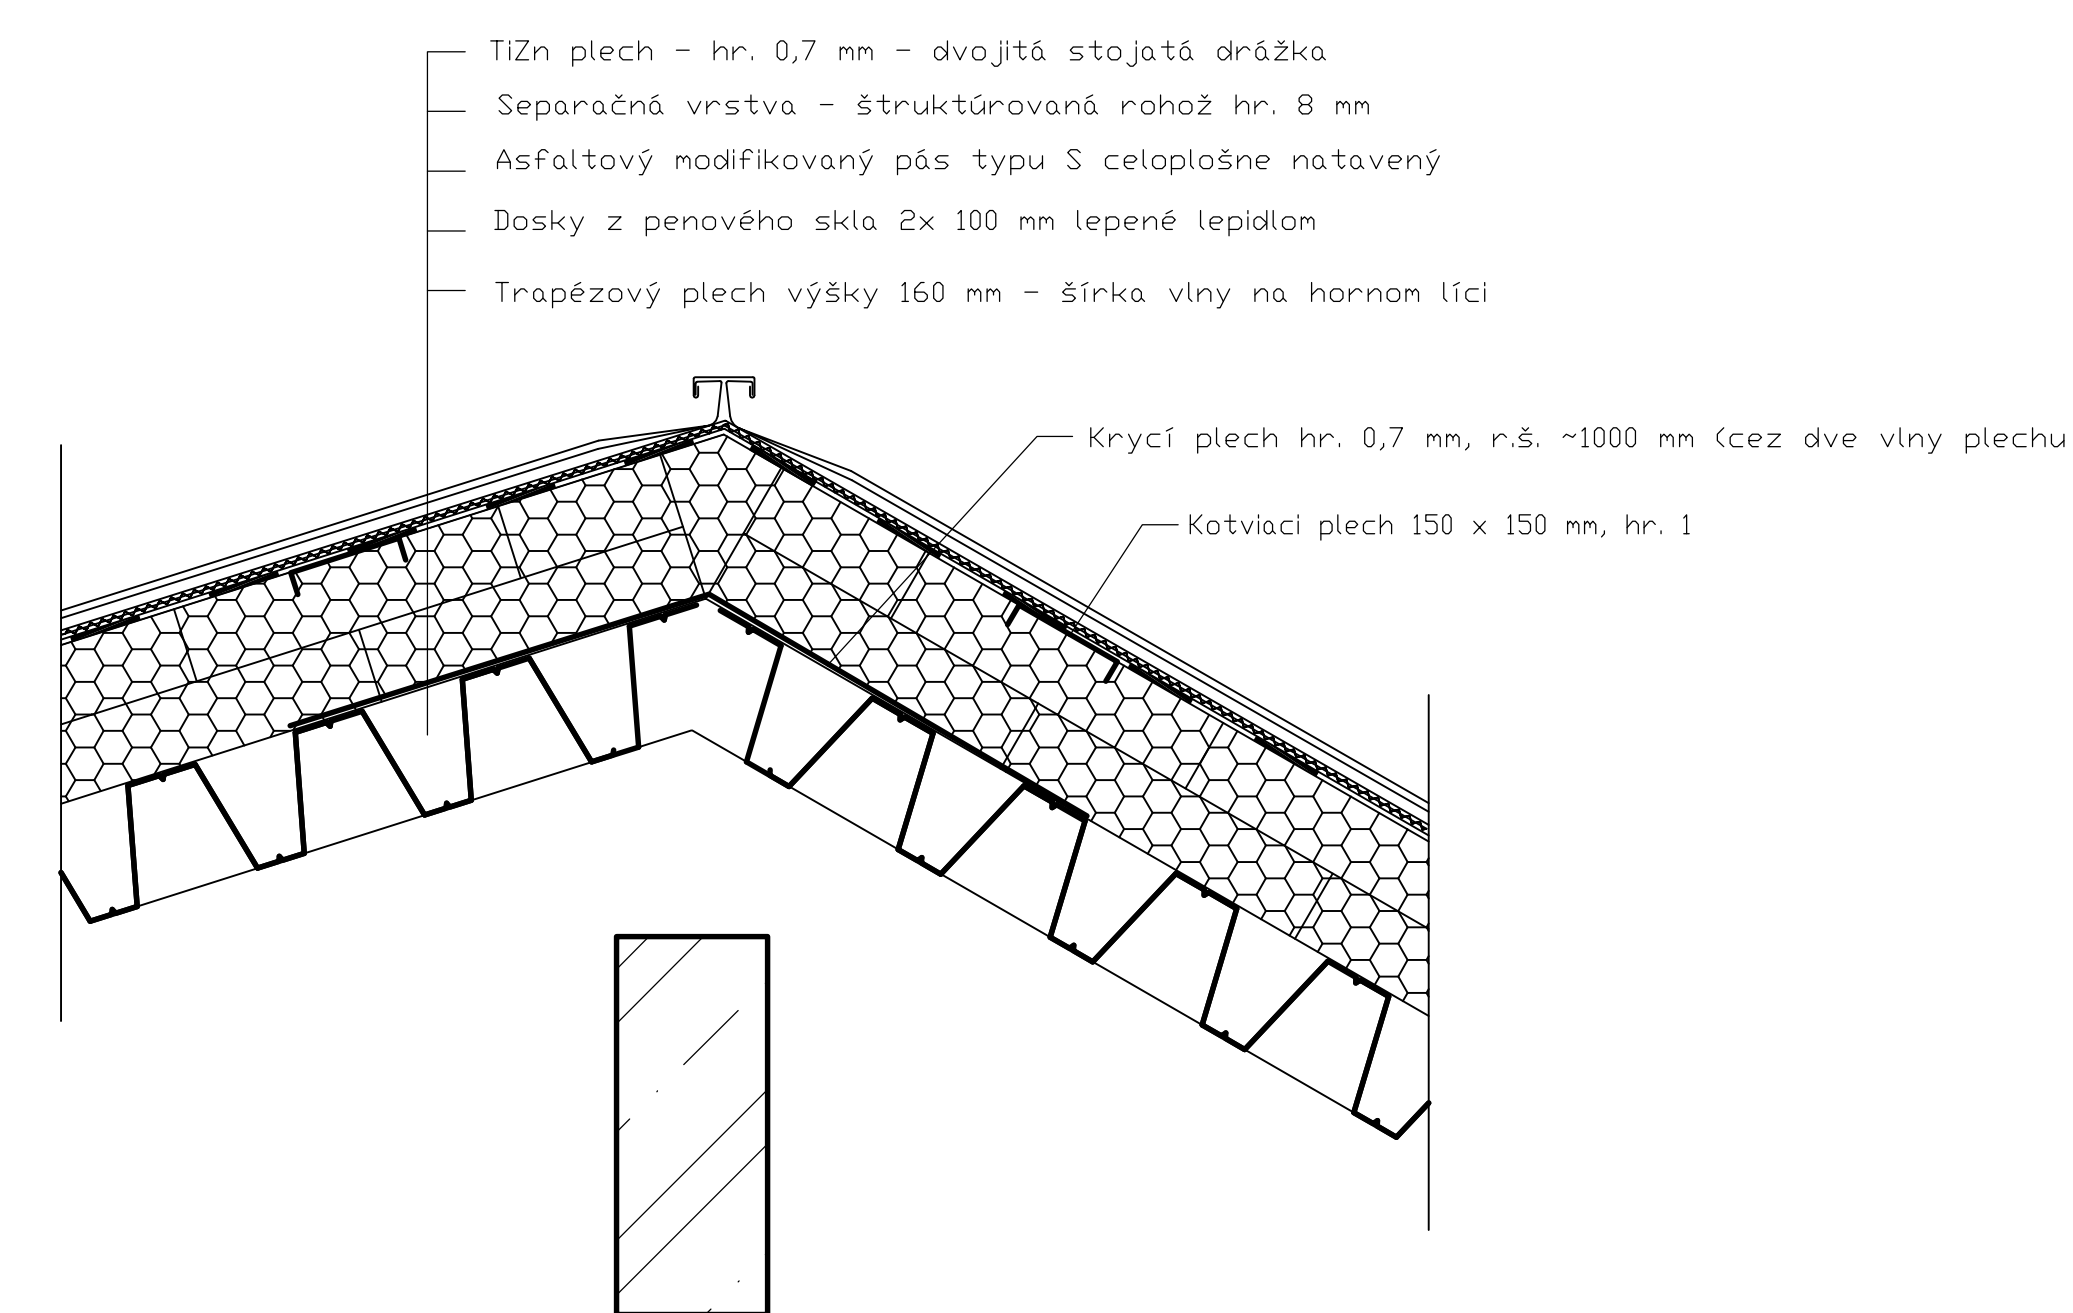 TiZn plech - hr. 0,7 mm - dvojitá stojatá drážka
Separačná vrstva - štruktúrovaná rohož hr. 8 mm
Asfaltový modifikovaný pás typu S celoplošne natavený
Dosky z penového skla 2x 100 mm lepené lepidlom
Trapézový plech výšky 160 mm - šírka vlny na hornom líci
Krycí plech hr. 0,7 mm, r.š. ~1000 mm (cez dve vlny plechu
Kotviaci plech 150 x 150 mm, hr. 1